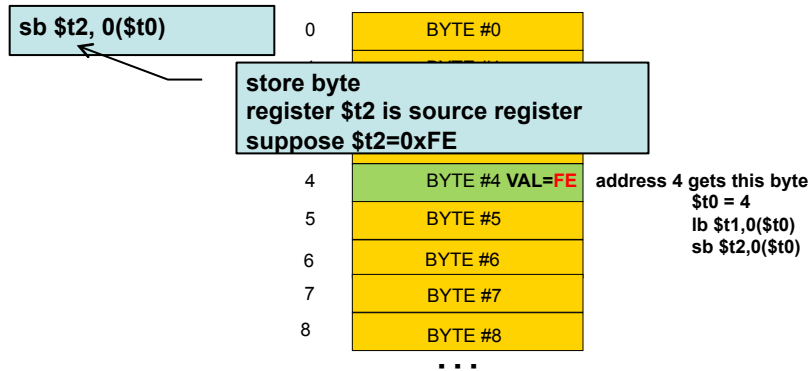 sb $t2, 0($t0)
0 BYTE #0
store byte
register $t2 is source register
suppose $t2=0xFE
4 BYTE #4 VAL=FE address 4 gets this byte
$t0 = 4
5 BYTE #5
lb $t1,0($t0)
sb $t2,0($t0)
6 BYTE #6
7 BYTE #7
8 BYTE #8
...